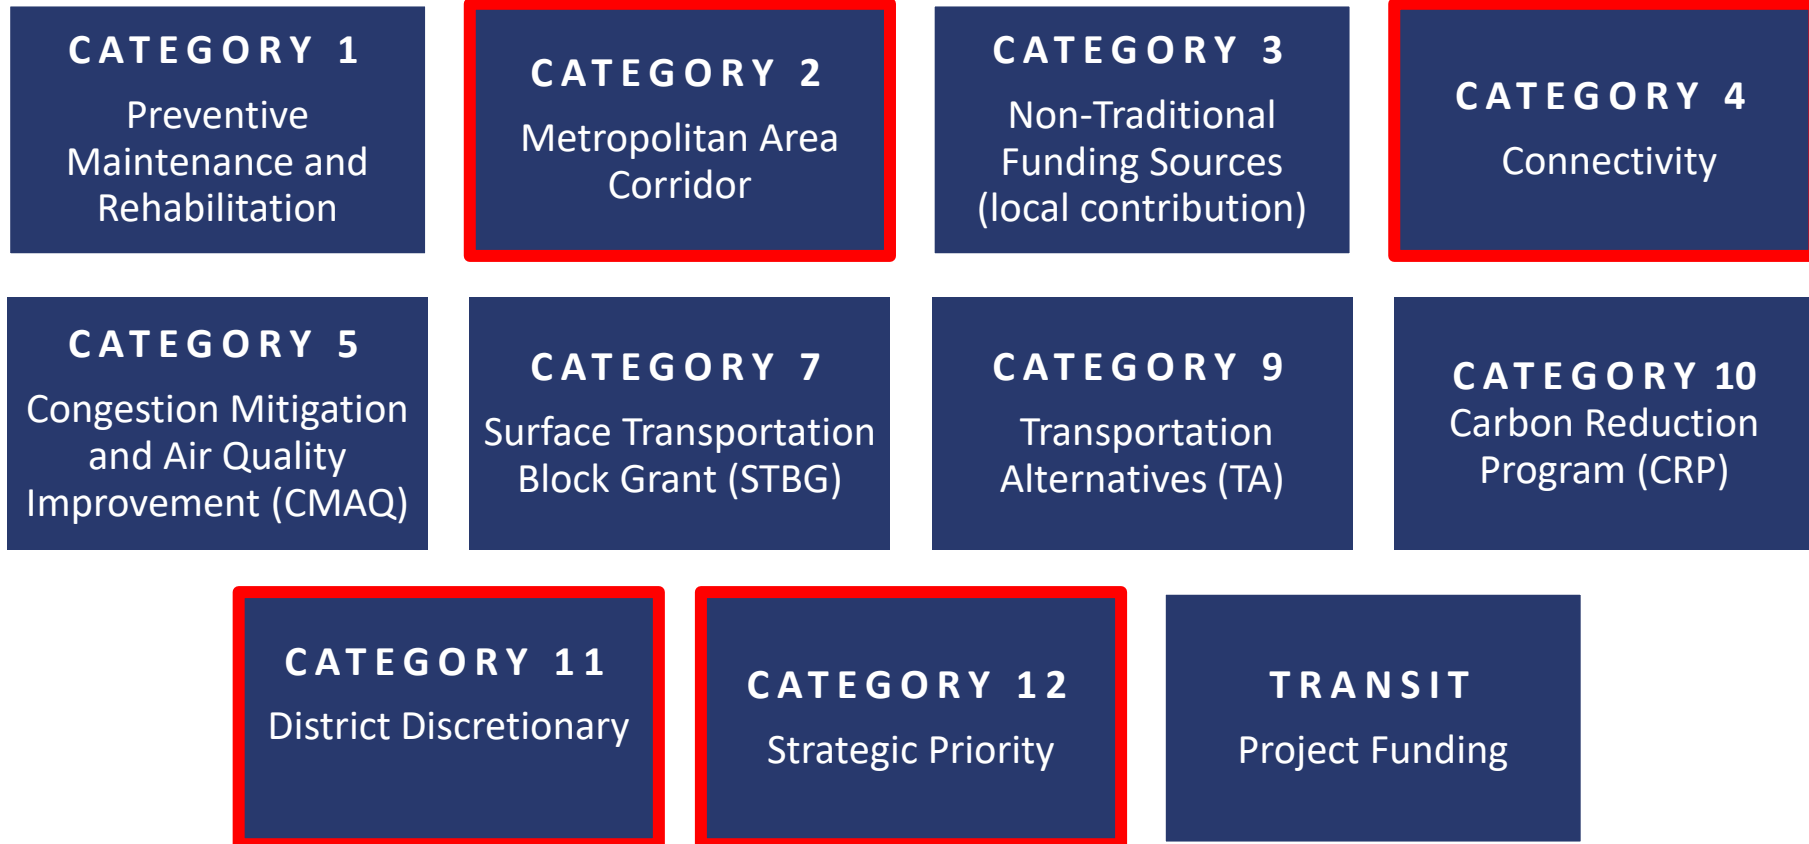 CATEGORY 1
Preventive
Maintenance and
Rehabilitation
CATEGORY 2
Metropolitan Area
Corridor
CATEGORY 3
Non-Traditional
Funding Sources
(local contribution)
CATEGORY 4
Connectivity
CATEGORY 5
Congestion Mitigation
and Air Quality
Improvement (CMAQ)
CATEGORY 7
Surface Transportation
Block Grant (STBG)
CATEGORY 9
Transportation
Alternatives (TA)
CATEGORY 10
Carbon Reduction
Program (CRP)
CATEGORY 11
District Discretionary
CATEGORY 12
Strategic Priority
TRANSIT
Project Funding